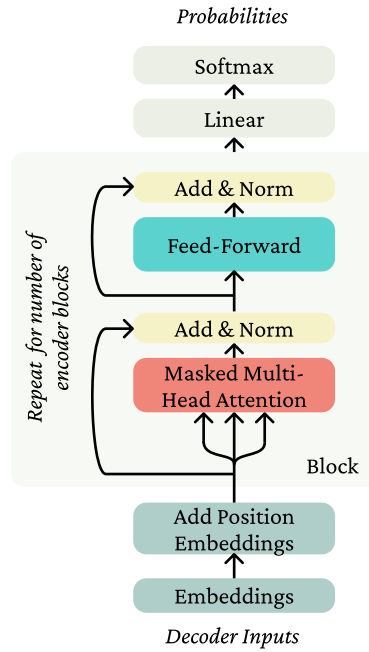 Probabilities
Softmax
Linear
Add & Norm
Feed-Forward
Repeat for number of
encoder blocks
Add & Norm
Masked Multi-
Head Attention
Block
Add Position
Embeddings
Embeddings
Decoder Inputs